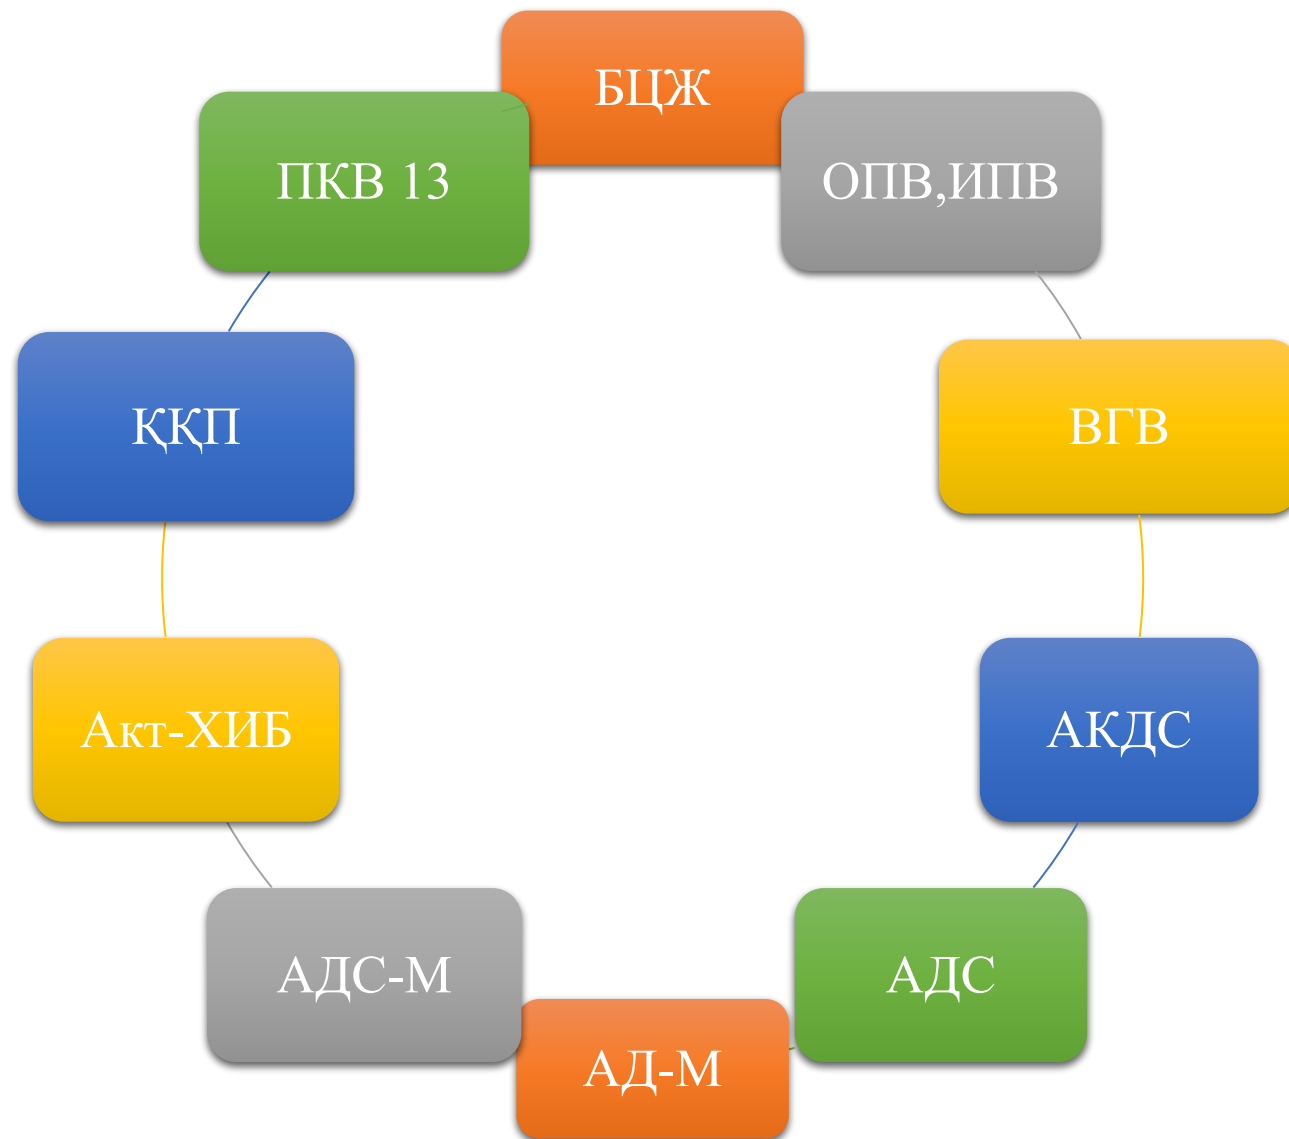 БЦЖ
ОПВ,ИПВ
ВГВ
АКДС
АДС
АД-М
АДС-М
Акт-ХИБ
ҚҚП
ПКВ 13